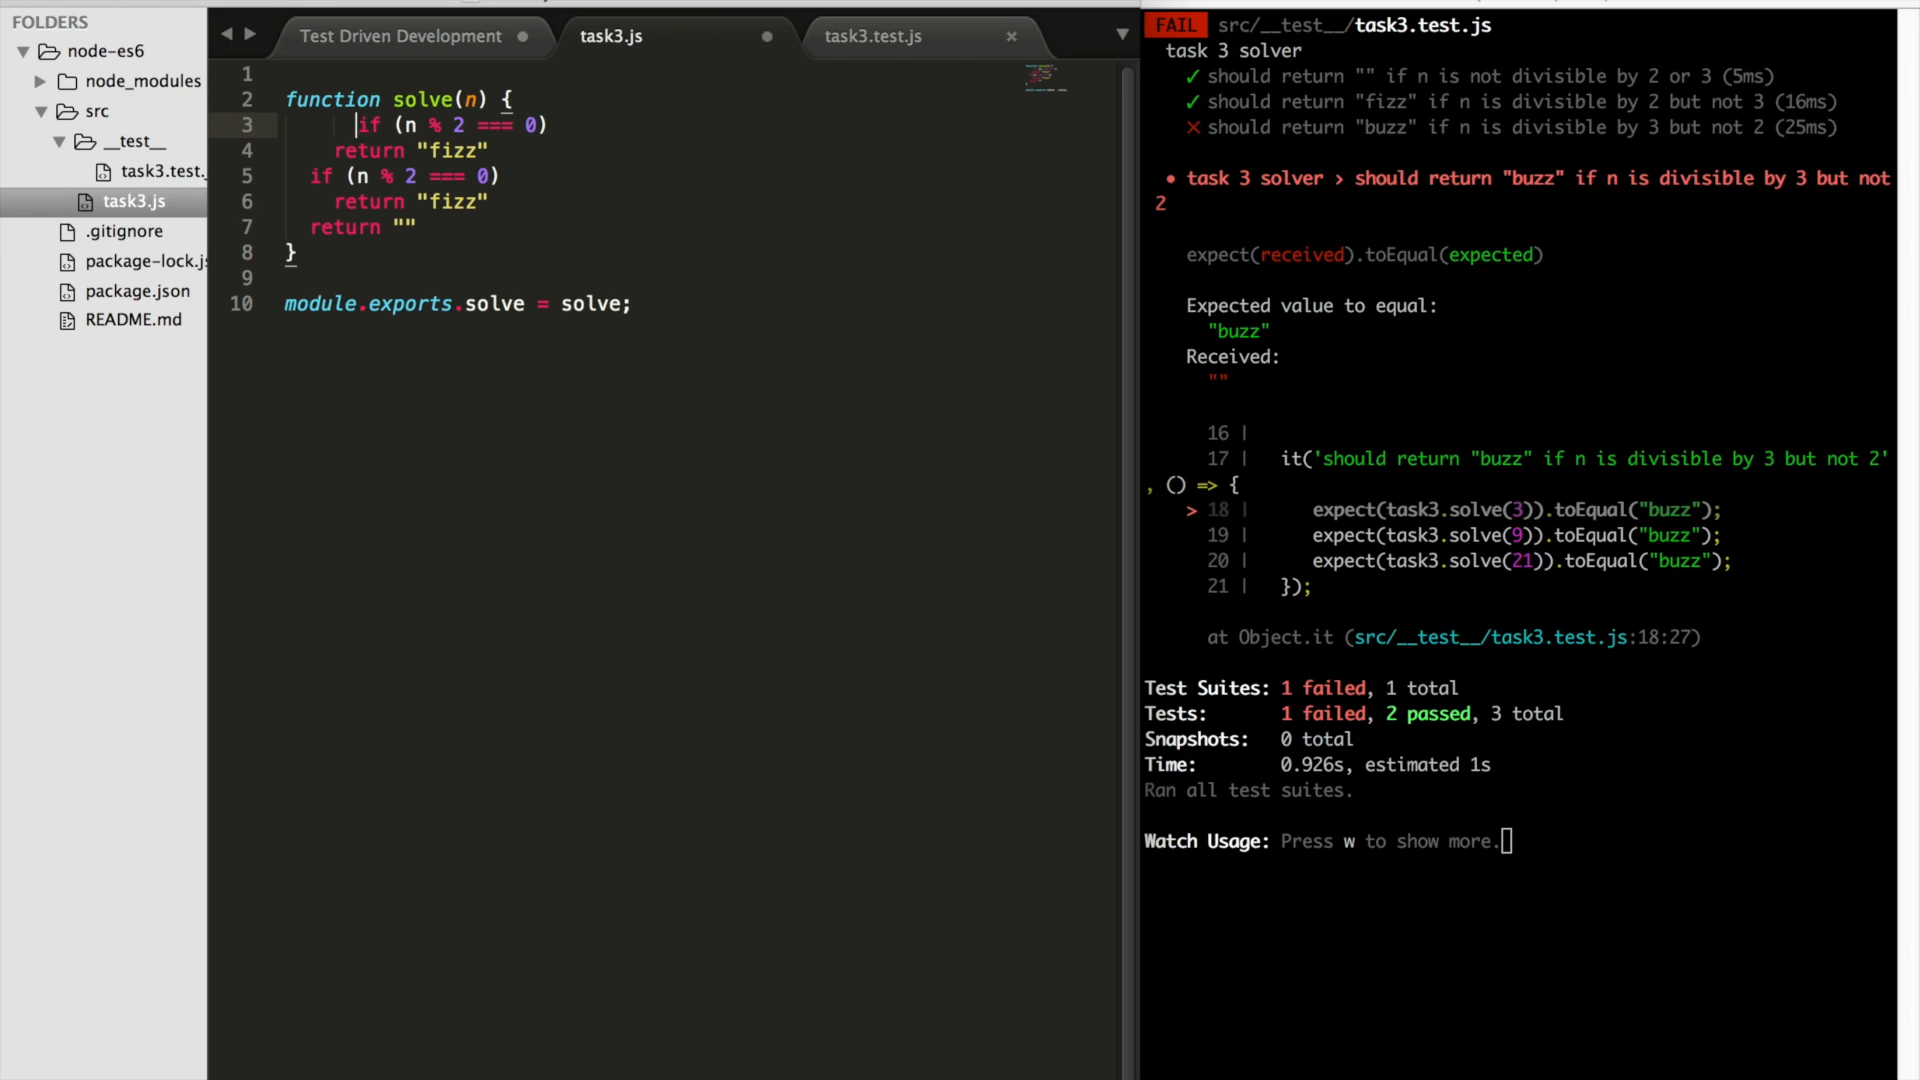 FOLDERS
node-es6
node_modules
src
__test__
task3.test.
task3.js
.gitignore
package-lock.js
package.json
README.md
Test Driven Development
task3.js
task3.test.js
1
2 function solve(n) {
3 if (n % 2 === 0)
4 return "fizz"
5 if (n % 2 === 0)
6 return "fizz"
7 return ""
8 }
9
10 module.exports.solve = solve;
FAIL src/__test__/task3.test.js
task 3 solver
✓ should return "" if n is not divisible by 2 or 3 (5ms)
✓ should return "fizz" if n is divisible by 2 but not 3 (16ms)
✕ should return "buzz" if n is divisible by 3 but not 2 (25ms)
● task 3 solver › should return "buzz" if n is divisible by 3 but not
2
expect(received).toEqual(expected)
Expected value to equal:
"buzz"
Received:
""
16 |
17 | it('should return "buzz" if n is divisible by 3 but not 2'
, () => {
> 18 | expect(task3.solve(3)).toEqual("buzz");
19 | expect(task3.solve(9)).toEqual("buzz");
20 | expect(task3.solve(21)).toEqual("buzz");
21 | });
at Object.it (src/__test__/task3.test.js:18:27)
Test Suites: 1 failed, 1 total
Tests: 1 failed, 2 passed, 3 total
Snapshots: 0 total
Time: 0.926s, estimated 1s
Ran all test suites.
Watch Usage: Press w to show more.